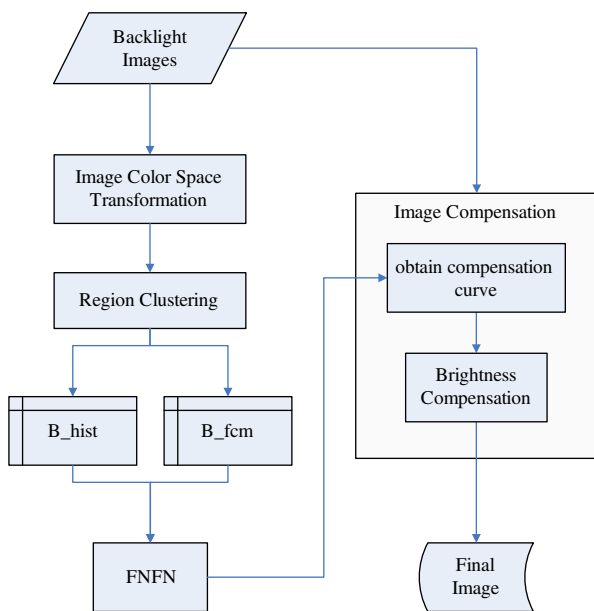 Backlight
Images
Image Color Space
Transformation
Region Clustering
B_hist
B_fcm
FNFN
Image Compensation
obtain compensation
curve
Brightness
Compensation
Final
Image